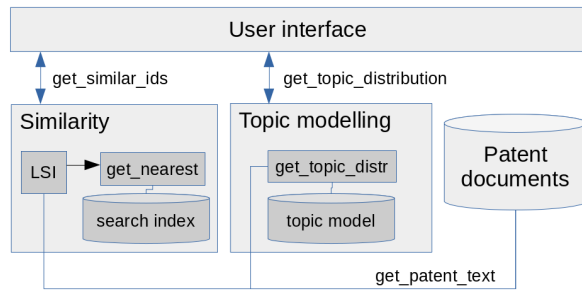 User interface
get_similar_ids
get_topic_distribution
Similarity
Topic modelling
LSI
get_nearest
get_topic_distr
search index
topic model
Patent
documents
get_patent_text